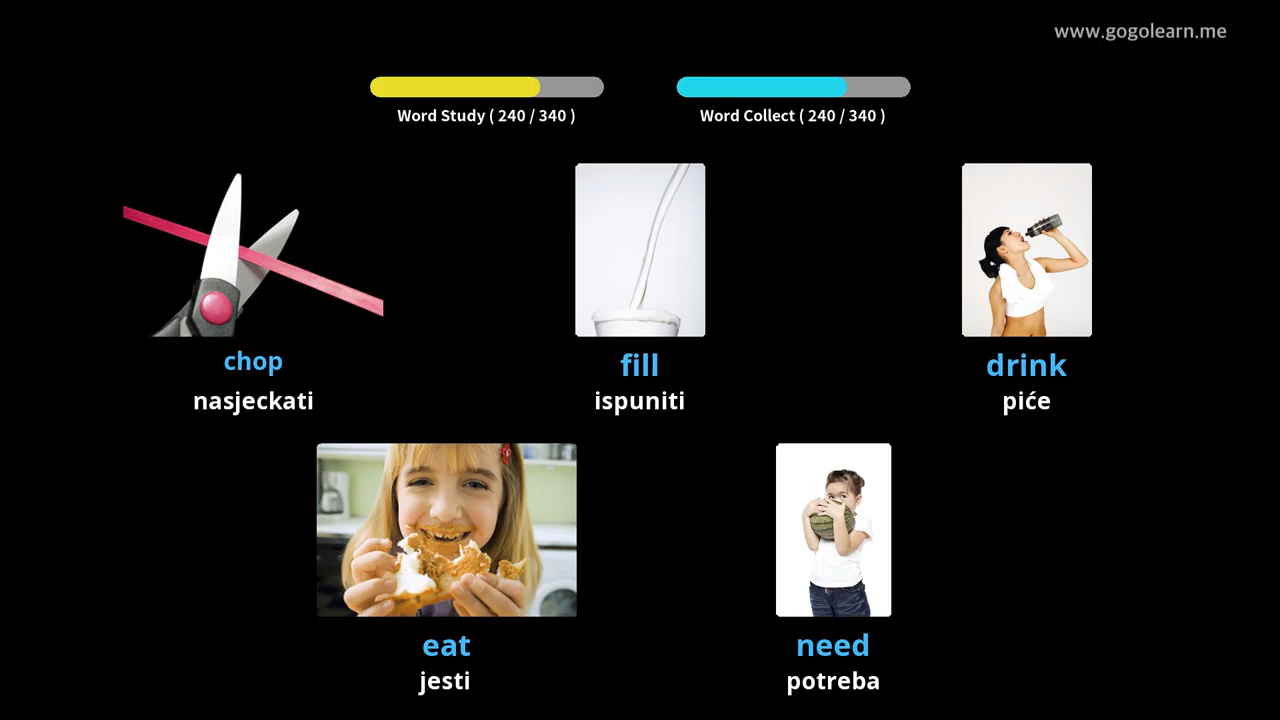 www.gogolearn.me
Word Study ( 240 / 340 )
Word Collect ( 240 / 340 )
chop
nasjeckati
fill
ispuniti
drink
piće
eat
jesti
need
potreba